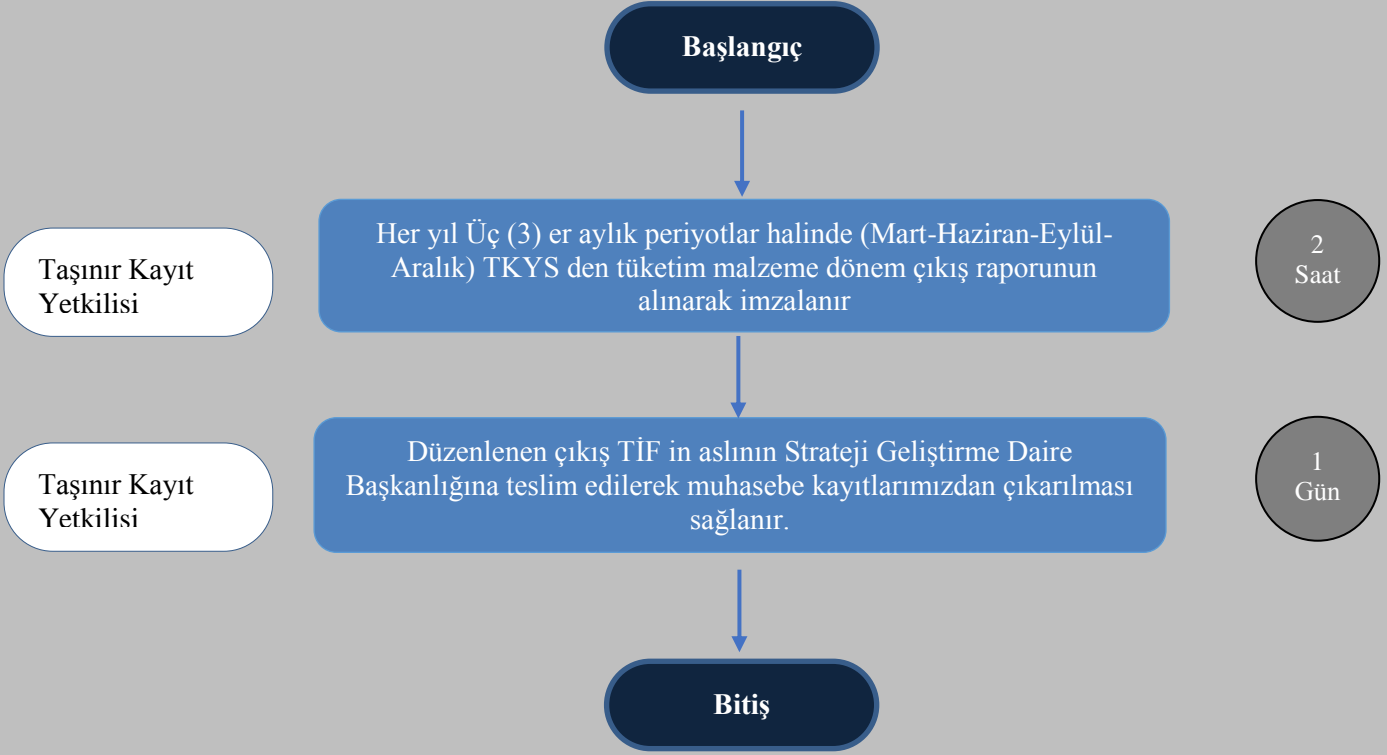 Başlangıç
Taşınır Kayıt
Yetkilisi
Her yıl Üç (3) er aylık periyotlar halinde (Mart-Haziran-Eylül-
Aralık) TKYS den tüketim malzeme dönem çıkış raporunun
alınarak imzalanır
2
Saat
Taşınır Kayıt
Yetkilisi
Düzenlenen çıkış TİF in aslının Strateji Geliştirme Daire
Başkanlığına teslim edilerek muhasebe kayıtlarımızdan çıkarılması
sağlanır.
1
Gün
Bitiş